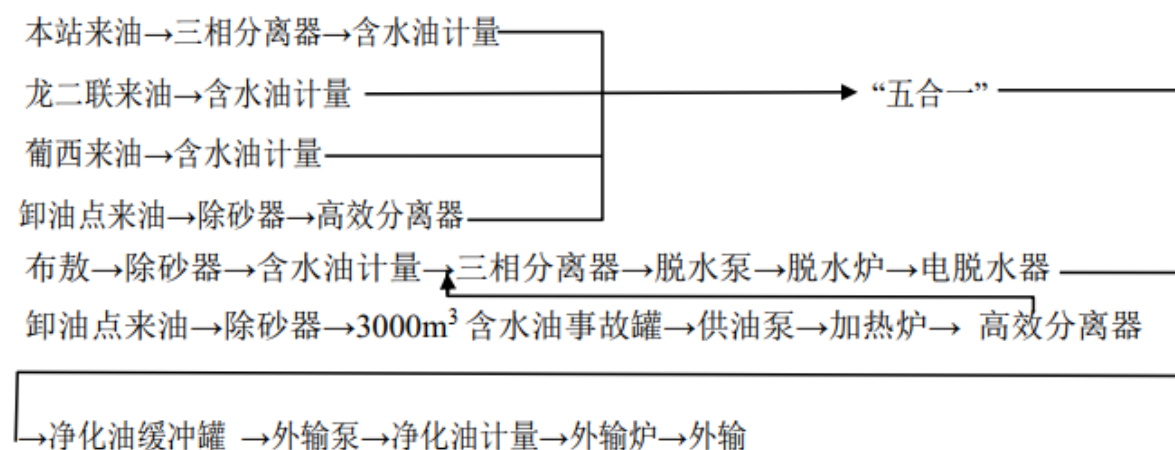 本站来油→三相分离器→含水油计量
龙二联来油→含水油计量 → “五合一”
葡西来油→含水油计量
卸油点来油→除砂器→高效分离器
布敖→除砂器→含水油计量→三相分离器→脱水泵→脱水炉→电脱水器
卸油点来油→除砂器→3000m³ 含水油事故罐→供油泵→加热炉→ 高效分离器
→净化油缓冲罐 →外输泵→净化油计量→外输炉→外输